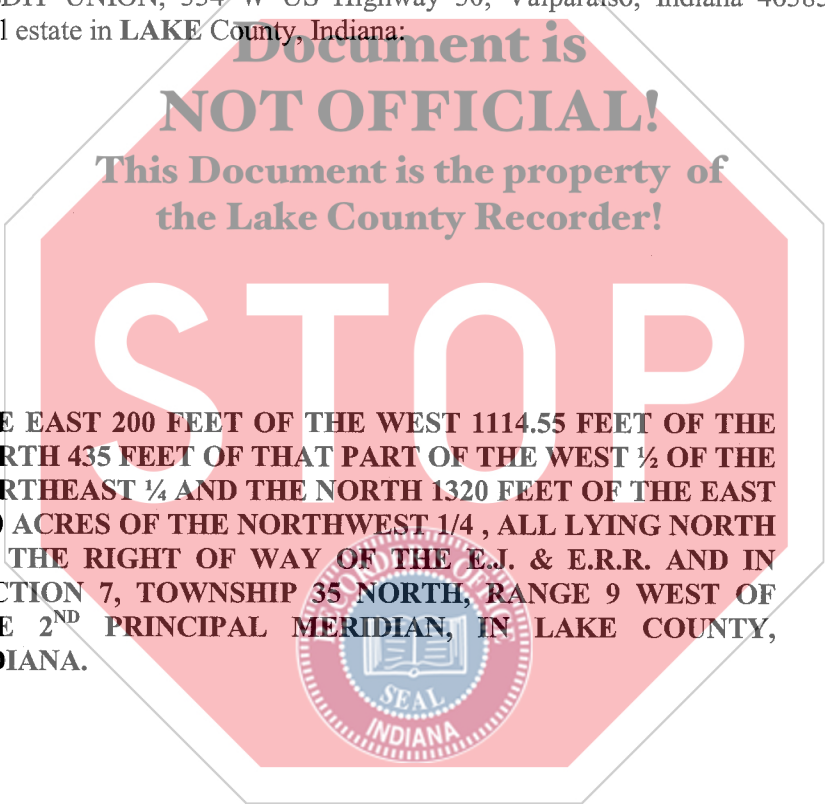 UNION, 334 W US Highway 30, Valparaiso, Indiana 46385
l estate in LAKE County, Indiana:
Document is
NOT OFFICIAL!
This Document is the property of
the Lake County Recorder!
STOP
E EAST 200 FEET OF THE WEST 1114.55 FEET OF THE
RTH 435 FEET OF THAT PART OF THE WEST ½ OF THE
RTHEAST ¼ AND THE NORTH 1320 FEET OF THE EAST
ACRES OF THE NORTHWEST 1/4 , ALL LYING NORTH
THE RIGHT OF WAY OF THE E.J. & E.R.R. AND IN
CTION 7, TOWNSHIP 35 NORTH, RANGE 9 WEST OF
E 2ND PRINCIPAL MERIDIAN, IN LAKE COUNTY,
DIANA.
SEAL
INDIANA